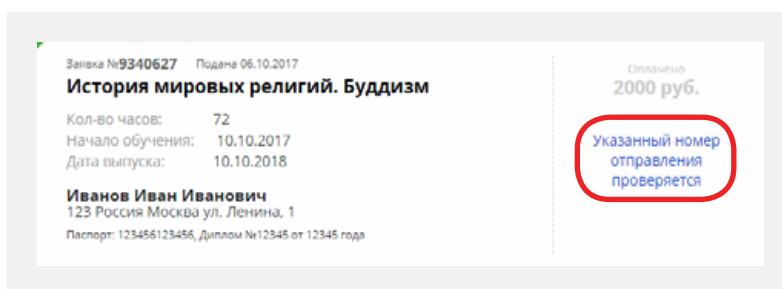 Заявка №9340627 Подана 06.10.2017
История мировых религий. Буддизм
Кол-во часов: 72
Начало обучения: 10.10.2017
Дата выпуска: 10.10.2018
Иванов Иван Иванович
123 Россия Москва ул. Ленина, 1
Паспорт: 123456123456, Диплом №12345 от 12345 года
Оплачено
2000 руб.
Указанный номер
отправления
проверяется